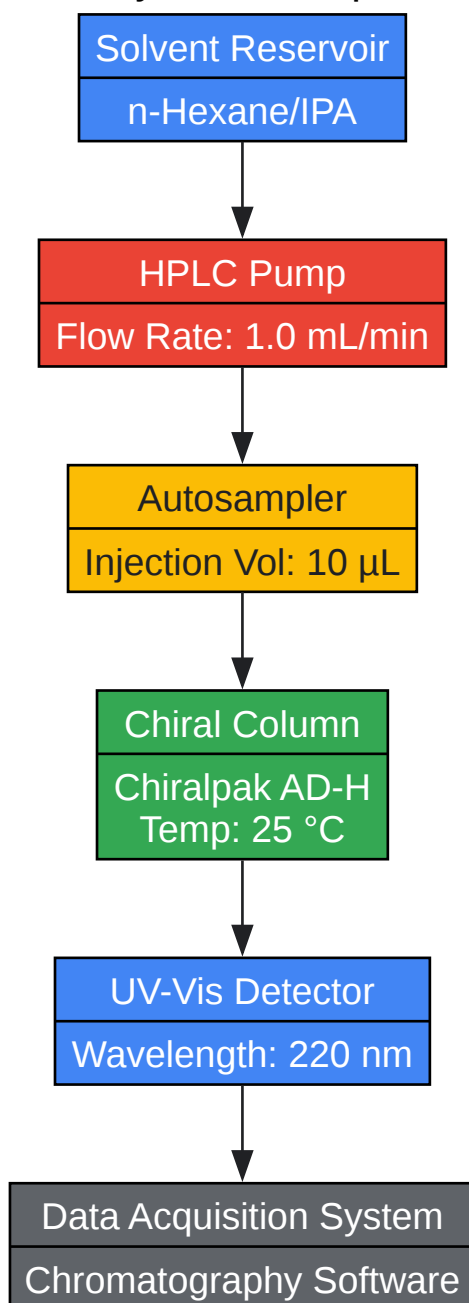 Solvent Reservoir
n-Hexane/IPA
HPLC Pump
Flow Rate: 1.0 mL/min
Autosampler
Injection Vol: 10 µL
Chiral Column
Chiralpak AD-H
Temp: 25 °C
UV-Vis Detector
Wavelength: 220 nm
Data Acquisition System
Chromatography Software